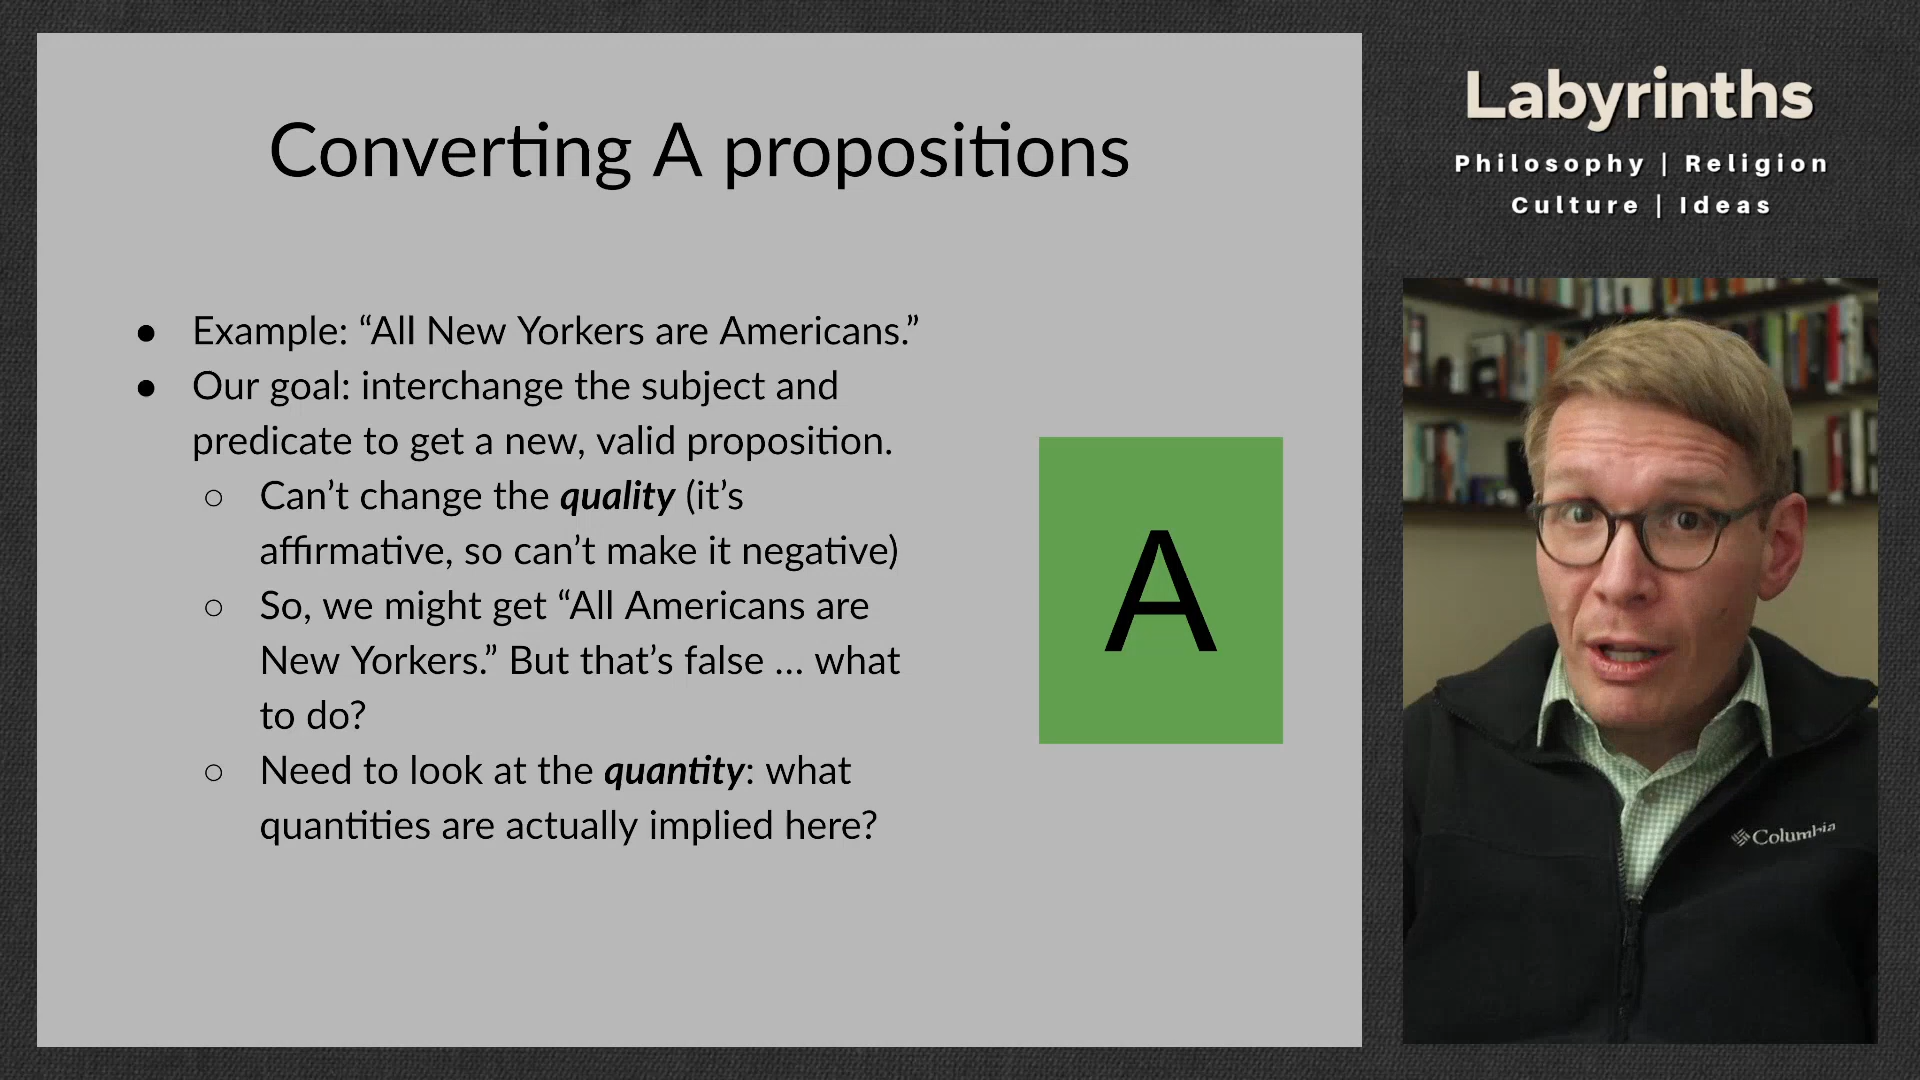 Converting A propositions
● Example: “All New Yorkers are Americans.”
● Our goal: interchange the subject and
predicate to get a new, valid proposition.
○ Can’t change the quality (it’s
affirmative, so can’t make it negative)
○ So, we might get “All Americans are
New Yorkers.” But that’s false ... what
to do?
○ Need to look at the quantity: what
quantities are actually implied here?
A
Labyrinths
Philosophy | Religion
Culture | Ideas
Columbia